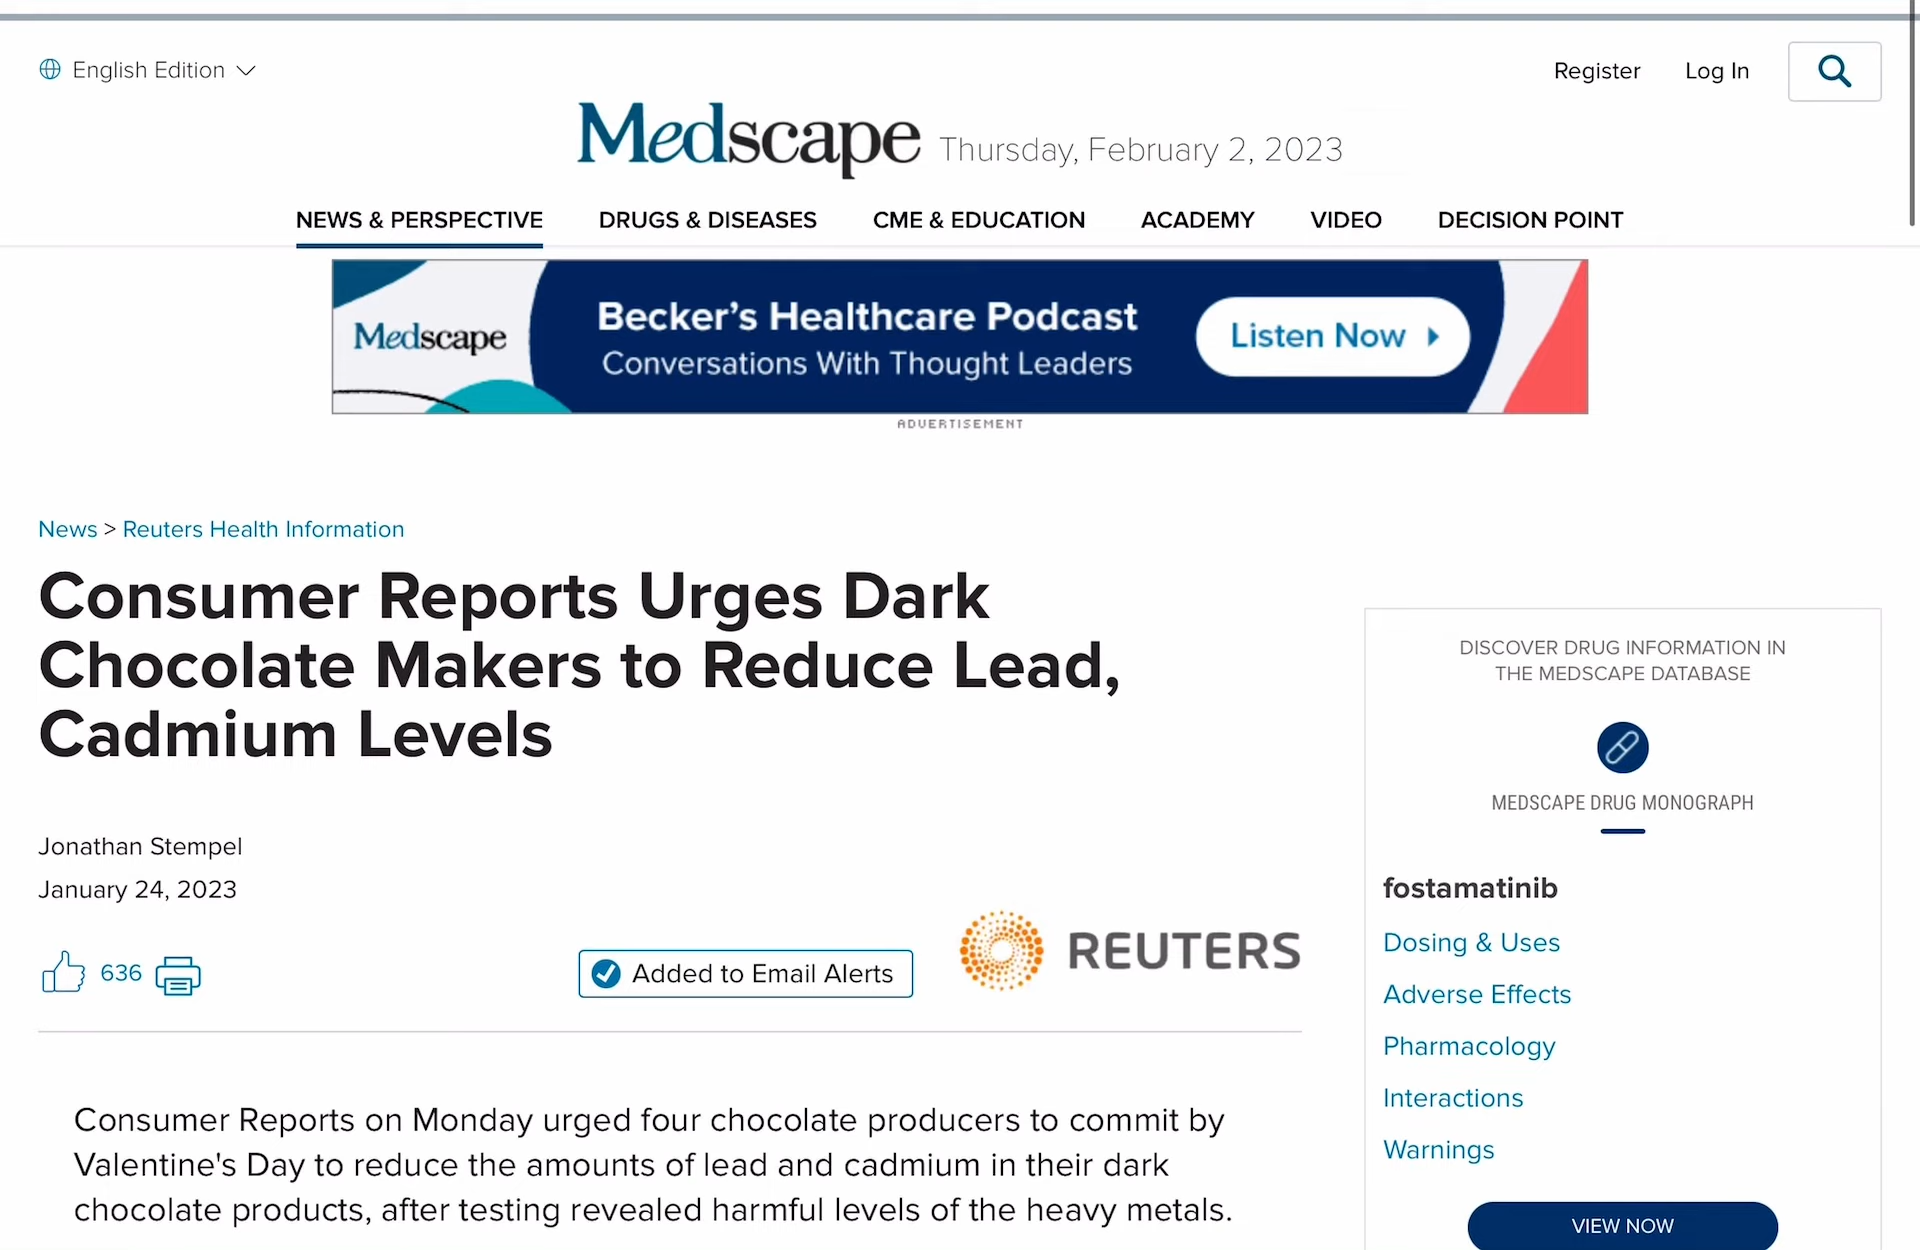 English Edition
Register
Log In
Medscape Thursday, February 2, 2023
NEWS & PERSPECTIVE
DRUGS & DISEASES
CME & EDUCATION
ACADEMY
VIDEO
DECISION POINT
Medscape
Becker's Healthcare Podcast
Conversations With Thought Leaders
Listen Now
ADVERTISEMENT
News > Reuters Health Information
Consumer Reports Urges Dark
Chocolate Makers to Reduce Lead,
Cadmium Levels
Jonathan Stempel
January 24, 2023
636
Added to Email Alerts
REUTERS
Consumer Reports on Monday urged four chocolate producers to commit by
Valentine's Day to reduce the amounts of lead and cadmium in their dark
chocolate products, after testing revealed harmful levels of the heavy metals.
DISCOVER DRUG INFORMATION IN
THE MEDSCAPE DATABASE
MEDSCAPE DRUG MONOGRAPH
fostamatinib
Dosing & Uses
Adverse Effects
Pharmacology
Interactions
Warnings
VIEW NOW